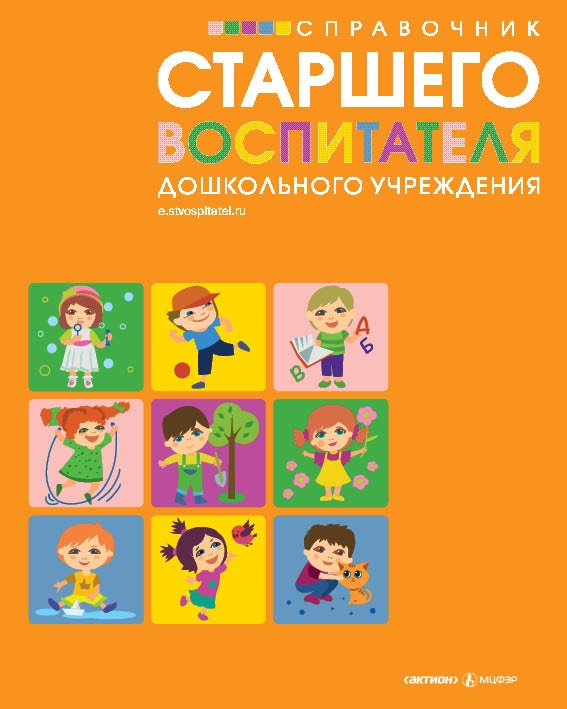 СПРАВОЧНИК
СТАРШЕГО
ВОСПИТАТЕЛЯ
ДОШКОЛЬНОГО УЧРЕЖДЕНИЯ
e.stvospitatel.ru
А
Б
В
‹АКТИОН› МЦФЭР